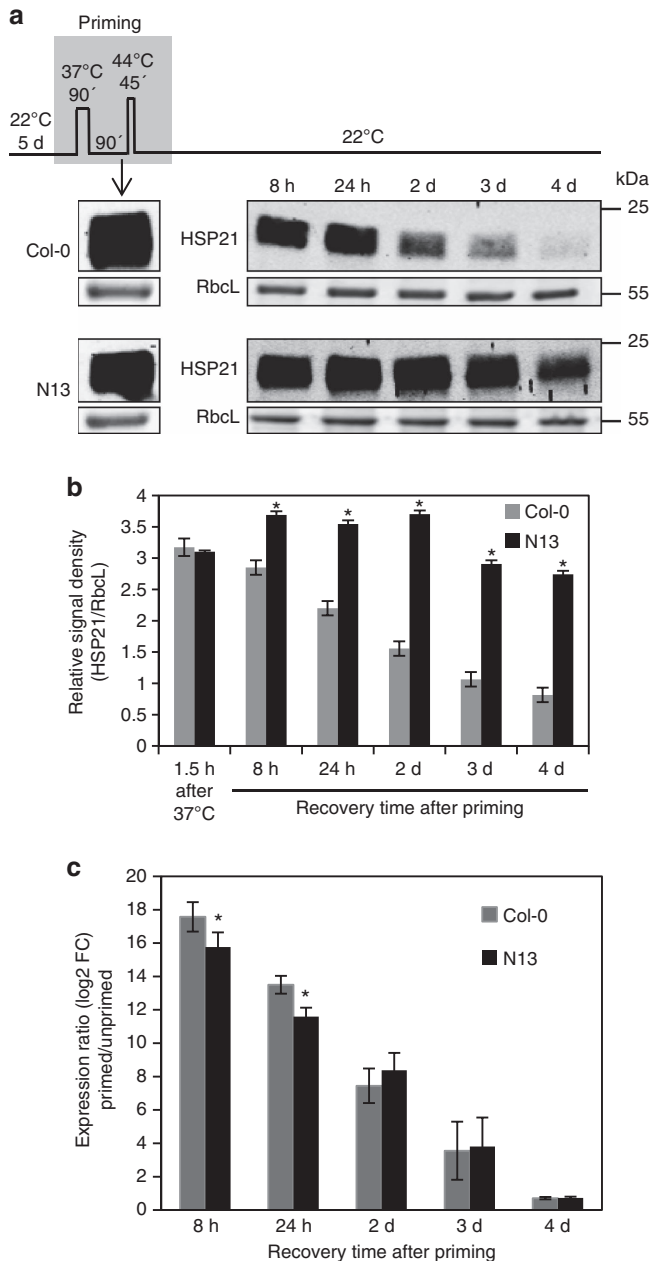 a
Priming
37°C
90´
44°C
45´
22°C
5 d
90´
22°C
8 h 24 h 2 d 3 d 4 d kDa
Col-0 HSP21 25
RbcL 55
N13 HSP21 25
RbcL 55
b
Relative signal density
(HSP21/RbcL)
4
3.5
3
2.5
2
1.5
1
0.5
0
Col-0
N13
* * * * *
1.5 h
after
37°C
8 h 24 h 2 d 3 d 4 d
Recovery time after priming
c
Expression ratio (log2 FC)
primed/unprimed
20
18
16
14
12
10
8
6
4
2
0
Col-0
N13
* *
8 h 24 h 2 d 3 d 4 d
Recovery time after priming